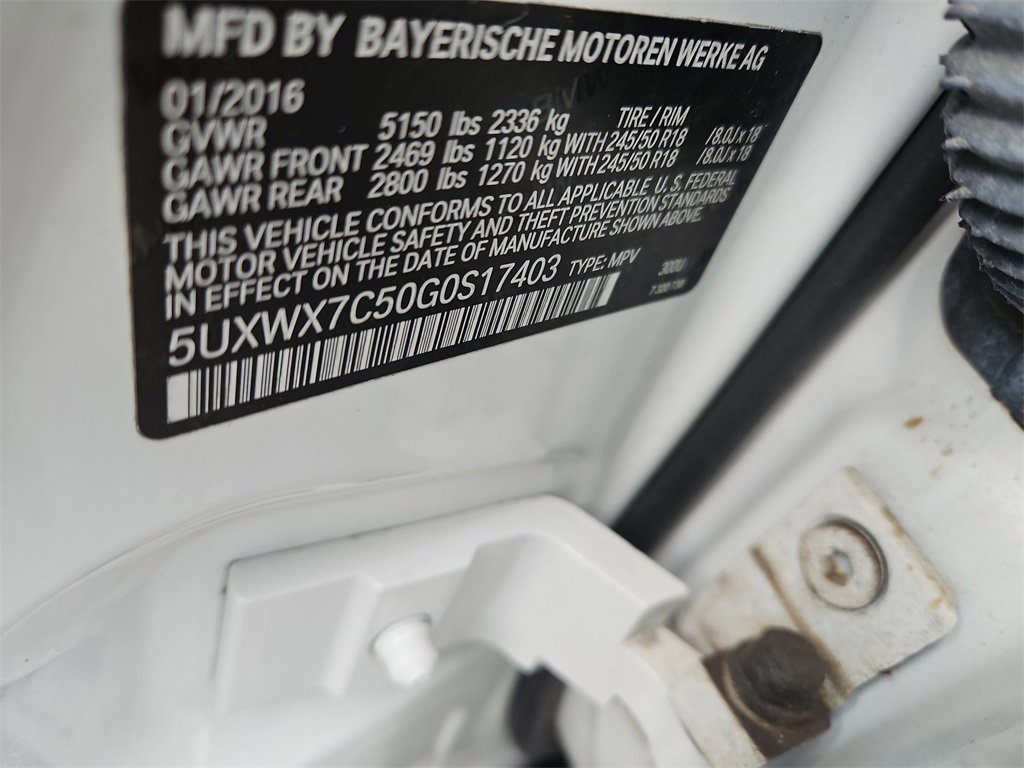 MFD BY BAYERISCHE MOTOREN WERKE AG
01/2016
GVWR 5150 lbs 2336 kg TIRE / RIM
GAWR FRONT 2469 lbs 1120 kg WITH 245/50 R18 /8.0J x 18
GAWR REAR 2800 lbs 1270 kg WITH 245/50 R18 /8.0J x 18
THIS VEHICLE CONFORMS TO ALL APPLICABLE U.S. FEDERAL
MOTOR VEHICLE SAFETY AND THEFT PREVENTION STANDARDS
IN EFFECT ON THE DATE OF MANUFACTURE SHOWN ABOVE.
5UXWX7C50G0S17403 TYPE: MPV 300U